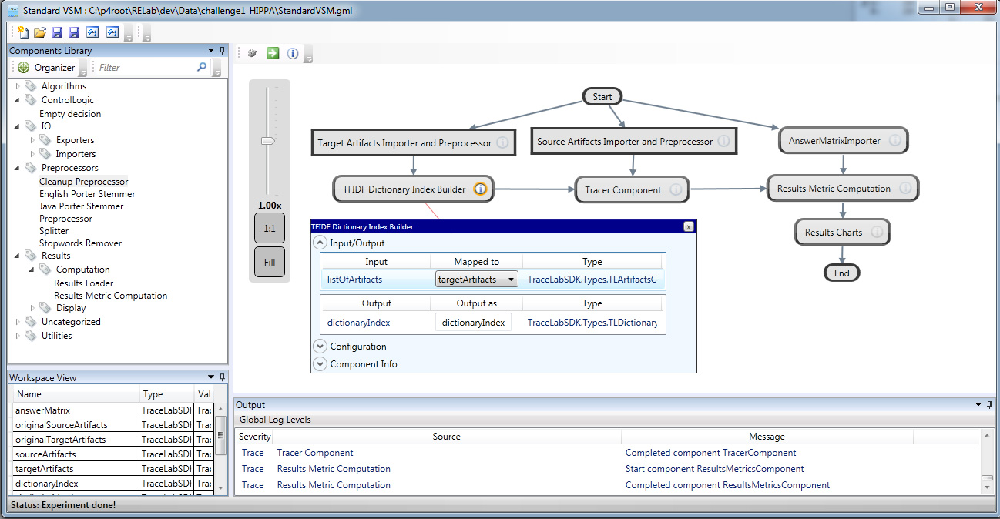 Standard VSM : C:\p4root\RELab\dev\Data\challenge1_HIPPA\StandardVSM.gml
Components Library
Organizer
Filter
Algorithms
ControlLogic
Empty decision
IO
Exporters
Importers
Preprocessors
Cleanup Preprocessor
English Porter Stemmer
Java Porter Stemmer
Preprocessor
Splitter
Stopwords Remover
Results
Computation
Results Loader
Results Metric Computation
Display
Uncategorized
Utilities
Workspace View
Name Type Val
answerMatrix TraceLabSDI Trac
originalSourceArtifacts TraceLabSDI Trac
originalTargetArtifacts TraceLabSDI Trac
sourceArtifacts TraceLabSDI Trac
targetArtifacts TraceLabSDI Trac
dictionaryIndex TraceLabSDI Trac
1.00x
1:1
Fill
Start
Target Artifacts Importer and Preprocessor
Source Artifacts Importer and Preprocessor
AnswerMatrixImporter
TFIDF Dictionary Index Builder
Tracer Component
Results Metric Computation
Results Charts
End
TFIDF Dictionary Index Builder x
Input/Output
Input Mapped to Type
listOfArtifacts targetArtifacts TraceLabSDK.Types.TLArtifactsC
Output Output as Type
dictionaryIndex dictionaryIndex TraceLabSDK.Types.TLDictionary
Configuration
Component Info
Output
Global Log Levels
Severity Source Message
Trace Tracer Component Completed component TracerComponent
Trace Results Metric Computation Start component ResultsMetricsComponent
Trace Results Metric Computation Completed component ResultsMetricsComponent
Status: Experiment done!